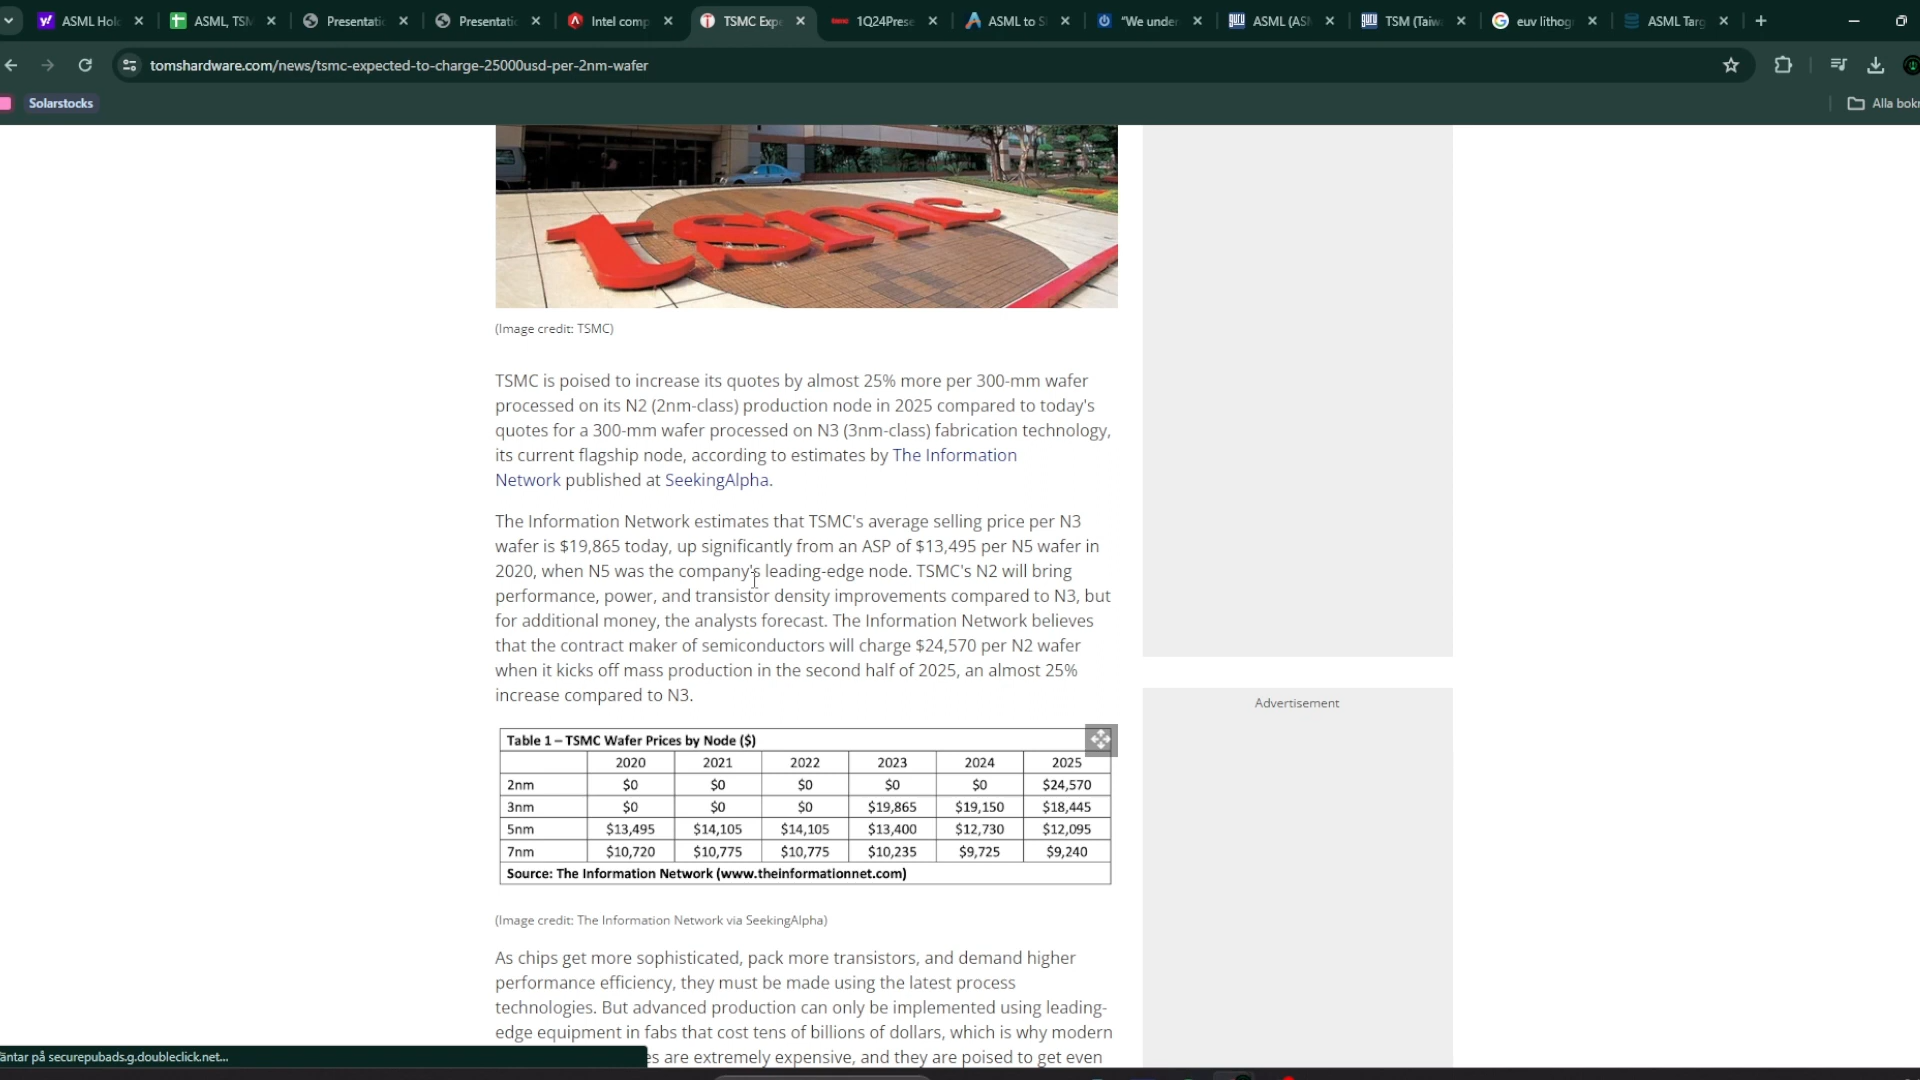 ASML Hol
ASML, TSM
Presentatio
Presentatio
Intel comp
TSMC Expe
1Q24Prese
ASML to S
"We under
ASML (AS
TSM (Taiw
euv lithog
ASML Targ
tomshardware.com/news/tsmc-expected-to-charge-25000usd-per-2nm-wafer
Solarstocks
Alla bok
tsmc
(Image credit: TSMC)
TSMC is poised to increase its quotes by almost 25% more per 300-mm wafer
processed on its N2 (2nm-class) production node in 2025 compared to today's
quotes for a 300-mm wafer processed on N3 (3nm-class) fabrication technology,
its current flagship node, according to estimates by The Information
Network published at SeekingAlpha.
The Information Network estimates that TSMC's average selling price per N3
wafer is $19,865 today, up significantly from an ASP of $13,495 per N5 wafer in
2020, when N5 was the company's leading-edge node. TSMC's N2 will bring
performance, power, and transistor density improvements compared to N3, but
for additional money, the analysts forecast. The Information Network believes
that the contract maker of semiconductors will charge $24,570 per N2 wafer
when it kicks off mass production in the second half of 2025, an almost 25%
increase compared to N3.
Advertisement
Table 1 – TSMC Wafer Prices by Node ($)
2020 2021 2022 2023 2024 2025
2nm $0 $0 $0 $0 $0 $24,570
3nm $0 $0 $0 $19,865 $19,150 $18,445
5nm $13,495 $14,105 $14,105 $13,400 $12,730 $12,095
7nm $10,720 $10,775 $10,775 $10,235 $9,725 $9,240
Source: The Information Network (www.theinformationnet.com)
(Image credit: The Information Network via SeekingAlpha)
As chips get more sophisticated, pack more transistors, and demand higher
performance efficiency, they must be made using the latest process
technologies. But advanced production can only be implemented using leading-
edge equipment in fabs that cost tens of billions of dollars, which is why modern
es are extremely expensive, and they are poised to get even
äntar på securepubads.g.doubleclick.net...